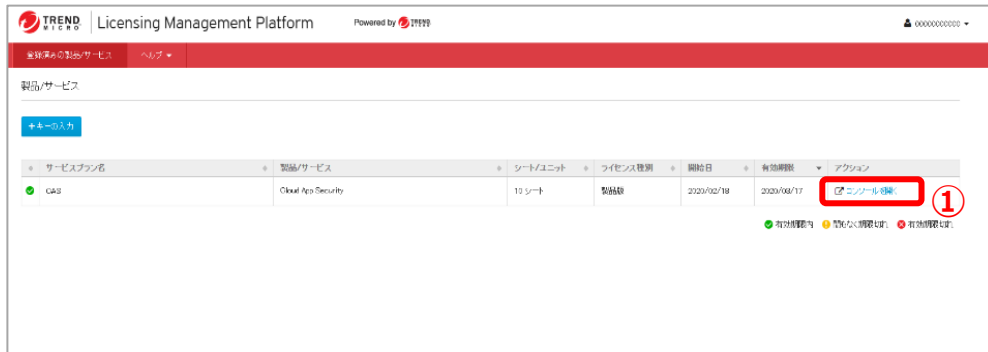 TREND MICRO Licensing Management Platform Powered by TREND MICRO 0000000000
登録済みの製品/サービス ヘルプ
製品/サービス
+キーの入力
サービスプラン名 製品/サービス シート/ユニット ライセンス種別 開始日 有効期限 アクション
CAS Cloud App Security 10 シート 製品版 2020/02/18 2020/03/17 コンソールを開く
①
有効期限内 間もなく期限切れ 有効期限切れ